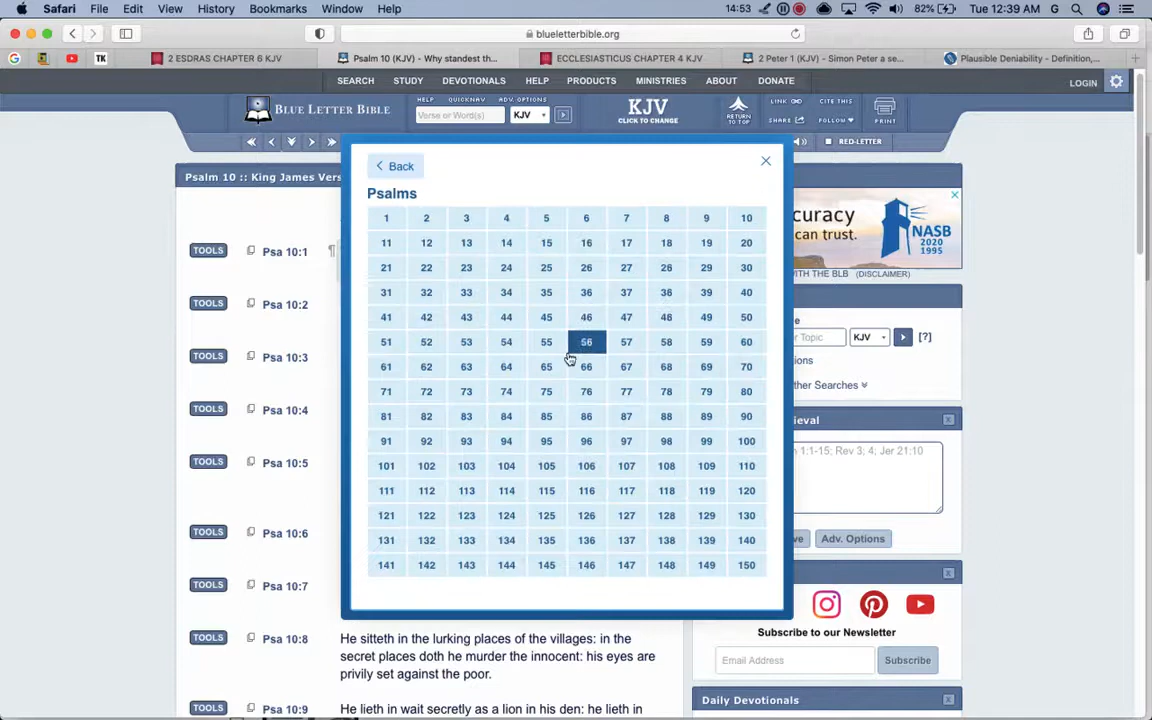 Safari File Edit View History Bookmarks Window Help 14:53 82% Tue 12:39 AM G
blueletterbible.org
2 ESDRAS CHAPTER 6 KJV Psalm 10 (KJV) - Why standest th... ECCLESIASTICUS CHAPTER 4 KJV 2 Peter 1 (KJV) - Simon Peter a se... Plausible Deniability - Definition,...
SEARCH STUDY DEVOTIONALS HELP PRODUCTS MINISTRIES ABOUT DONATE LOGIN
BLUE LETTER BIBLE
HELP QUICKNAV ADV. OPTIONS
Verse or Word(s) KJV
KJV
CLICK TO CHANGE
RETURN TO TOP
LINK CITE THIS
SHARE FOLLOW PRINT
RED-LETTER
Psalm 10 :: King James Vers
Back
Psalms
1 2 3 4 5 6 7 8 9 10
11 12 13 14 15 16 17 18 19 20
21 22 23 24 25 26 27 28 29 30
31 32 33 34 35 36 37 38 39 40
41 42 43 44 45 46 47 48 49 50
51 52 53 54 55 56 57 58 59 60
61 62 63 64 65 66 67 68 69 70
71 72 73 74 75 76 77 78 79 80
81 82 83 84 85 86 87 88 89 90
91 92 93 94 95 96 97 98 99 100
101 102 103 104 105 106 107 108 109 110
111 112 113 114 115 116 117 118 119 120
121 122 123 124 125 126 127 128 129 130
131 132 133 134 135 136 137 138 139 140
141 142 143 144 145 146 147 148 149 150
TOOLS Psa 10:1 ¶
TOOLS Psa 10:2
TOOLS Psa 10:3
TOOLS Psa 10:4
TOOLS Psa 10:5
TOOLS Psa 10:6
TOOLS Psa 10:7
TOOLS Psa 10:8 He sitteth in the lurking places of the villages: in the
secret places doth he murder the innocent: his eyes are
privily set against the poor.
TOOLS Psa 10:9 He lieth in wait secretly as a lion in his den: he lieth in
curacy
can trust.
NASB
2020
1995
WITH THE BLB (DISCLAIMER)
or Topic KJV [?]
ther Searches
ieval
1:1-15; Rev 3; 4; Jer 21:10
Adv. Options
Subscribe to our Newsletter
Email Address Subscribe
Daily Devotionals